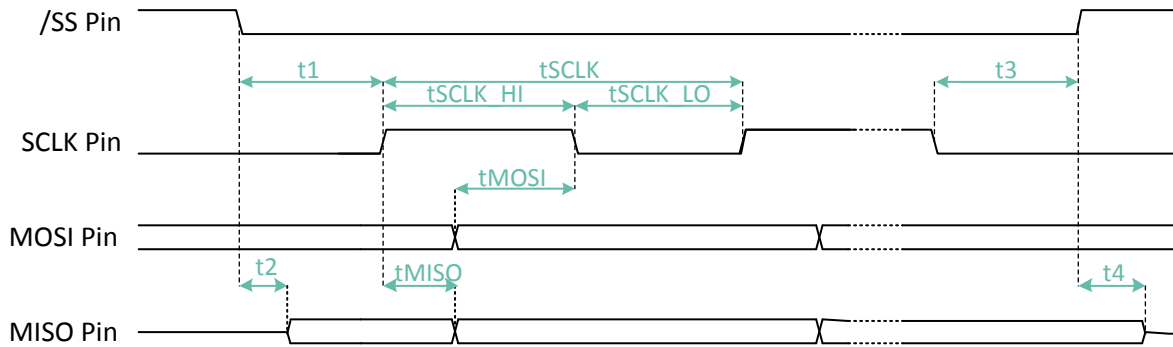 /SS Pin
t1
tSCLK
t3
tSCLK_HI
tSCLK_LO
SCLK Pin
tMOSI
MOSI Pin
t2
tMISO
t4
MISO Pin